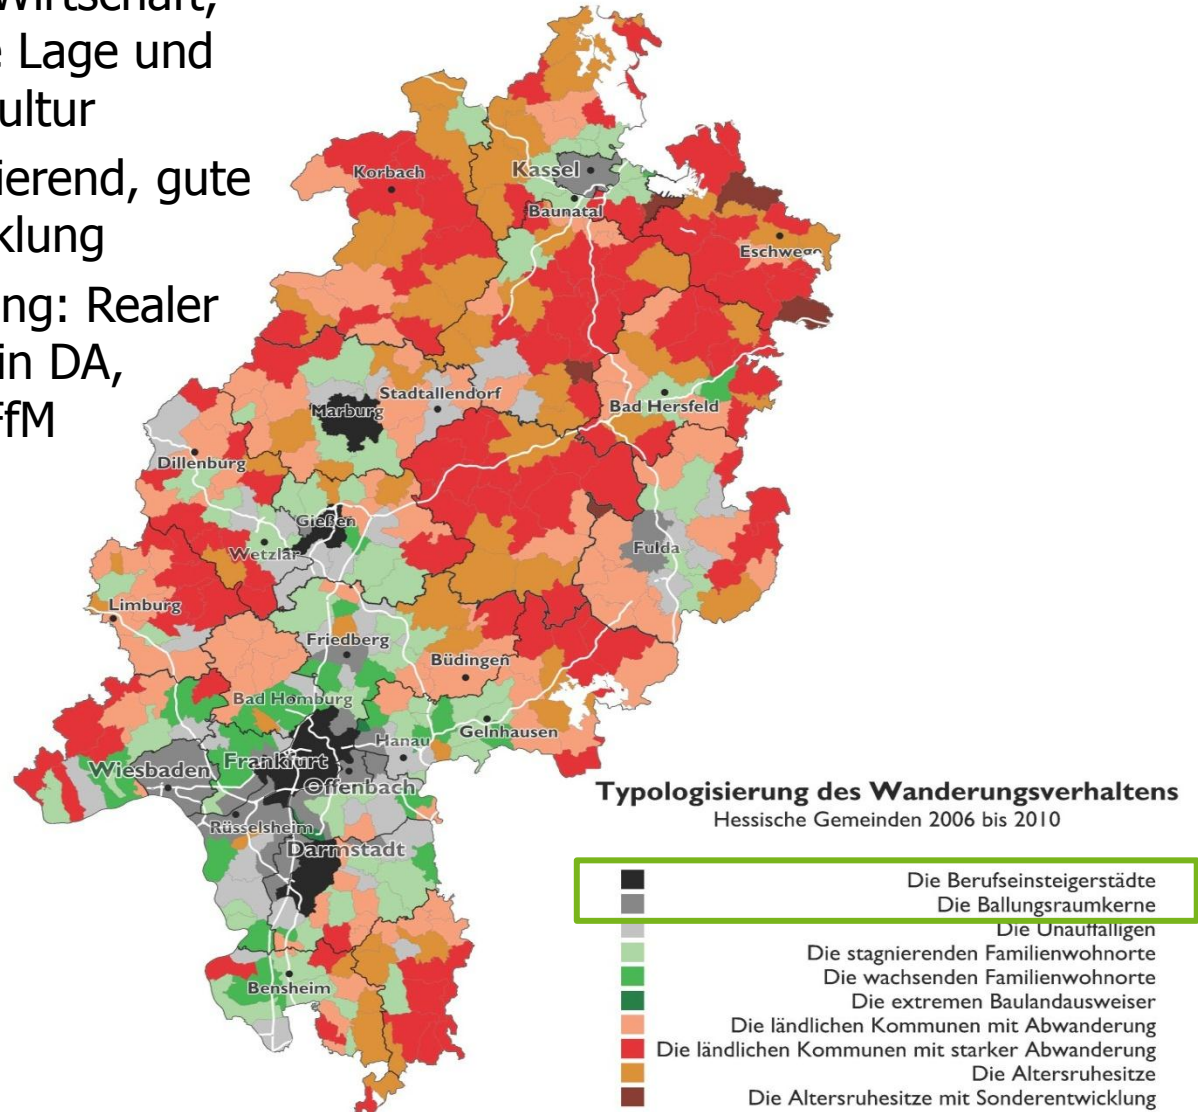 Wirtschaft,
Lage und
ultur
ierend, gute
klung
ng: Realer
in DA,
ffM
Kassel
Korbach
Baunatal
Eschwege
Stadtallendorf
Marburg
Bad Hersfeld
Dillenburg
Gießen
Wetzlar
Fulda
Limburg
Friedberg
Büdingen
Bad Homburg
Gelnhausen
Hanau
Frankfurt
Wiesbaden
Offenbach
Rüsselsheim
Darmstadt
Bensheim
Typologisierung des Wanderungsverhaltens
Hessische Gemeinden 2006 bis 2010
Die Berufseinsteigerstädte
Die Ballungsraumkerne
Die Unauffälligen
Die stagnierenden Familienwohnorte
Die wachsenden Familienwohnorte
Die extremen Baulandausweiser
Die ländlichen Kommunen mit Abwanderung
Die ländlichen Kommunen mit starker Abwanderung
Die Altersruhesitze
Die Altersruhesitze mit Sonderentwicklung